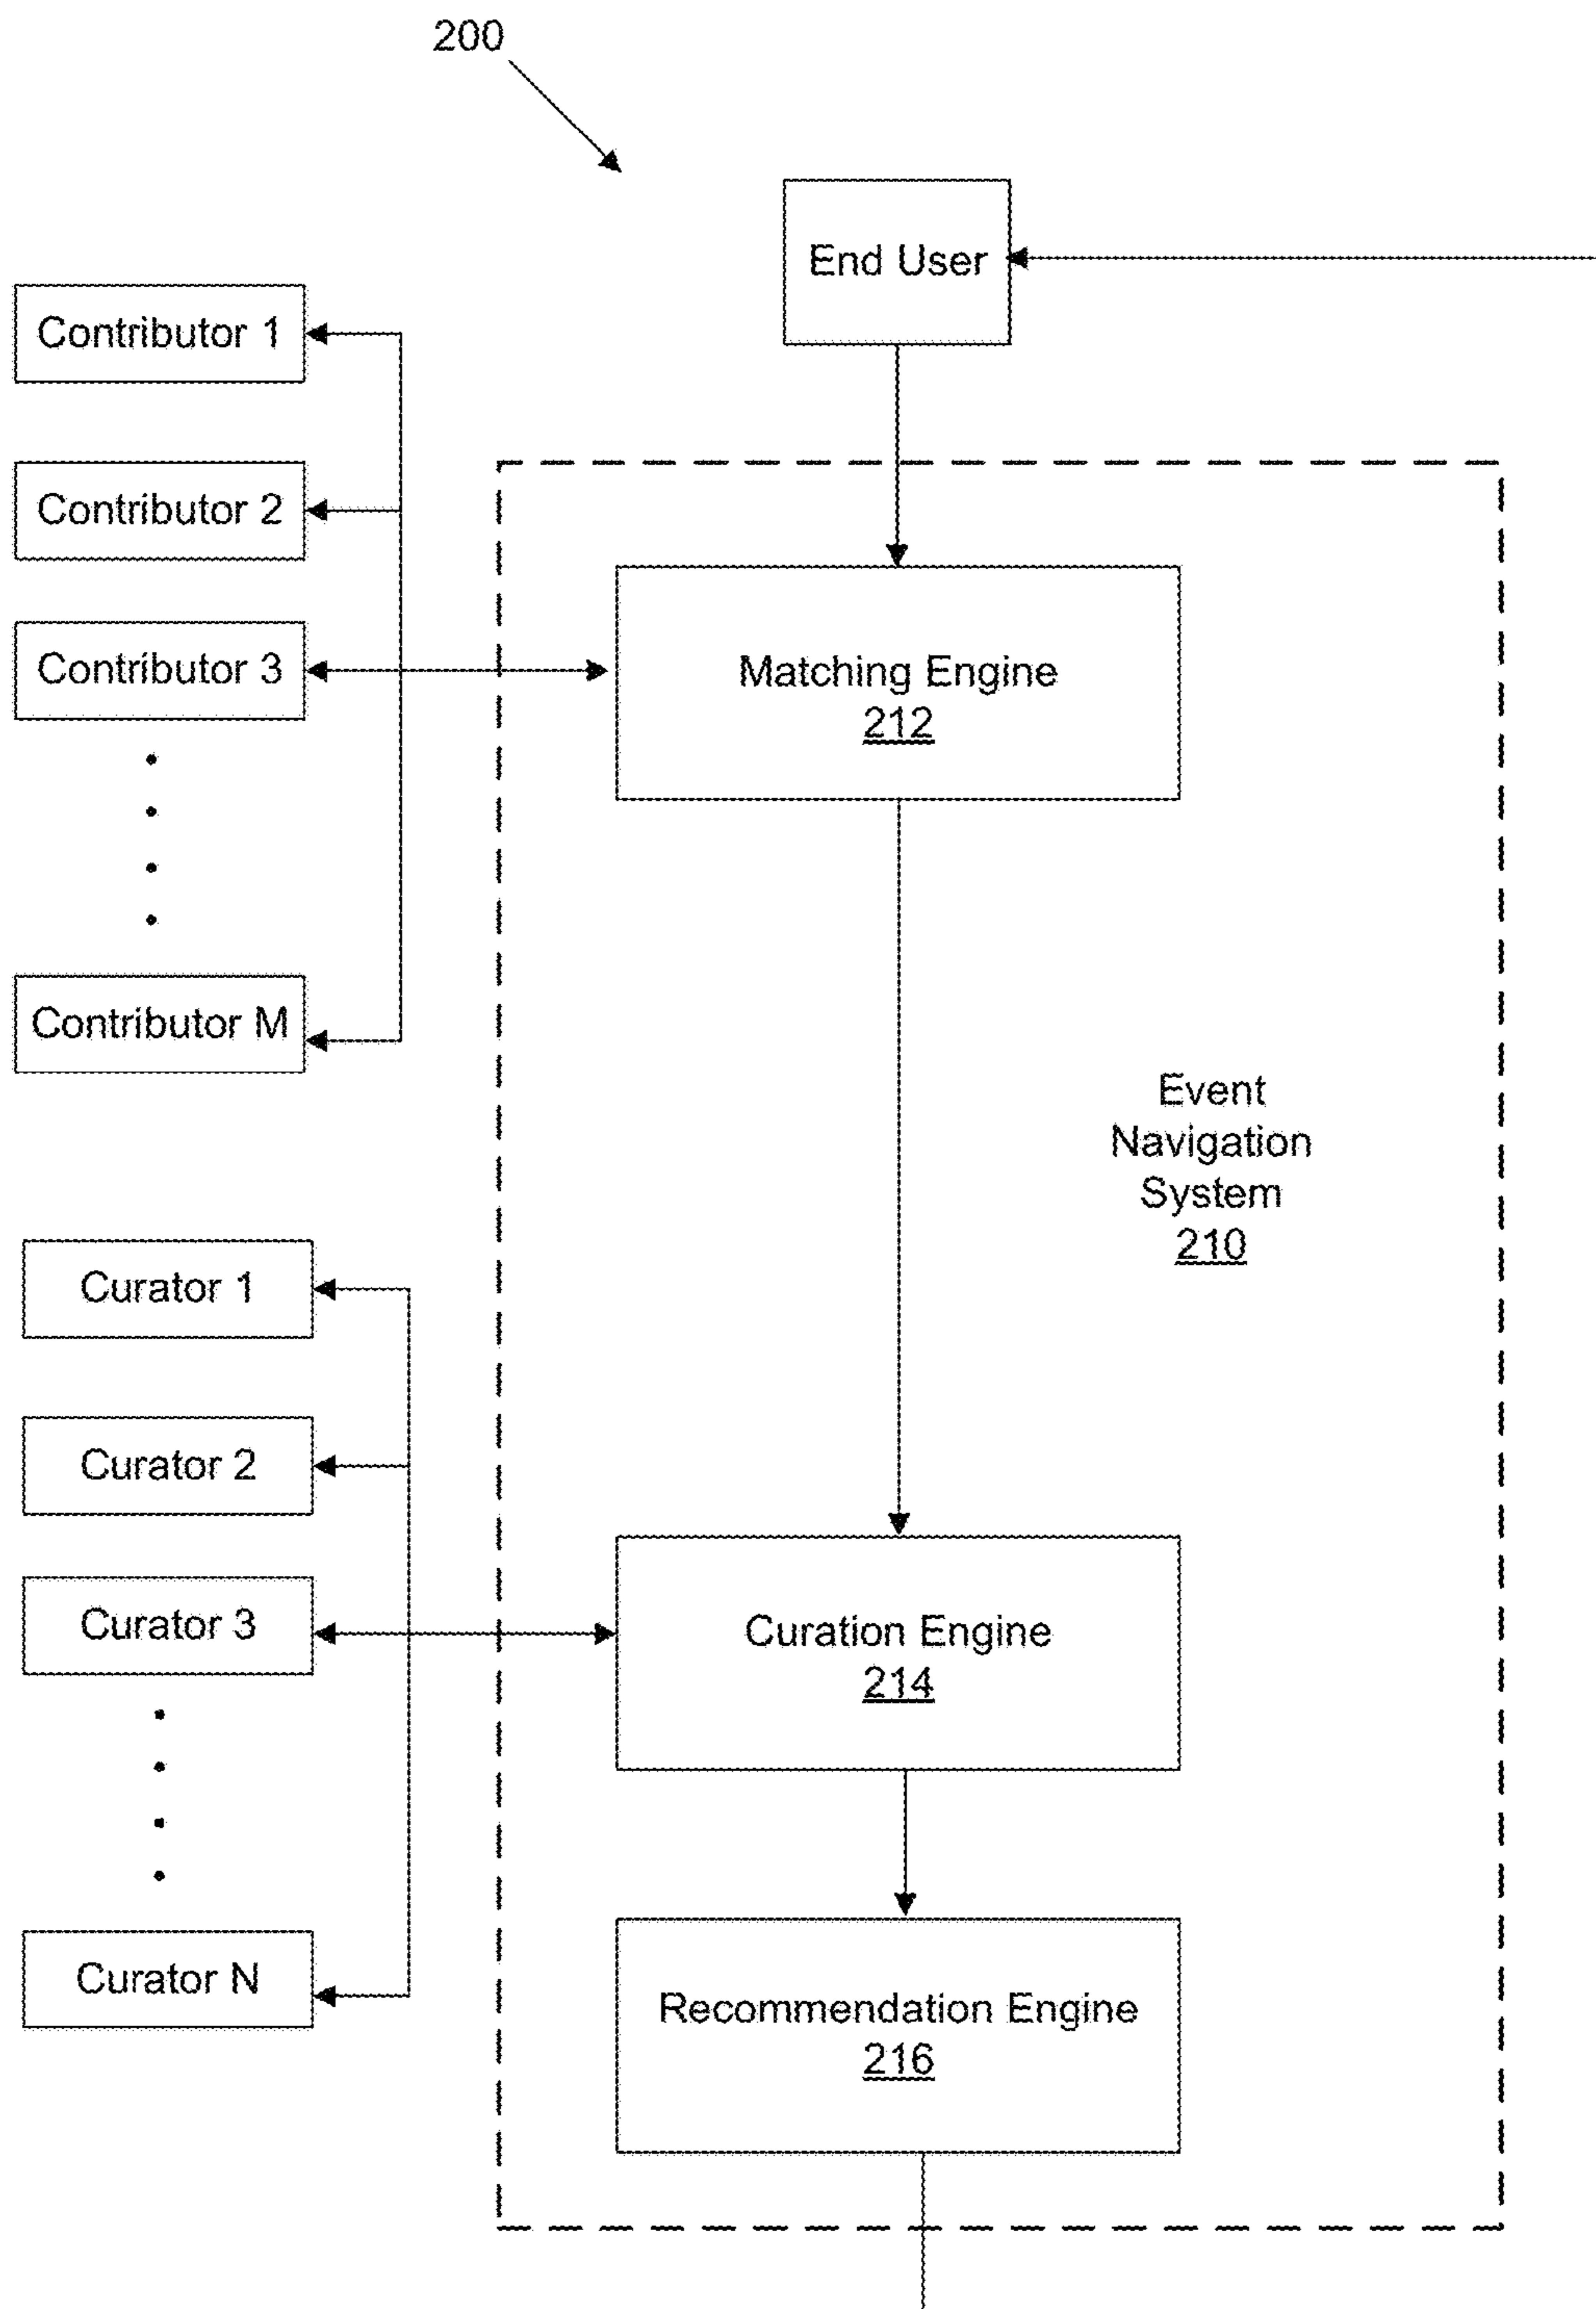 200
End User
Contributor 1
Contributor 2
Contributor 3
Contributor M
Matching Engine
212
Event
Navigation
System
210
Curator 1
Curator 2
Curator 3
Curator N
Curation Engine
214
Recommendation Engine
216